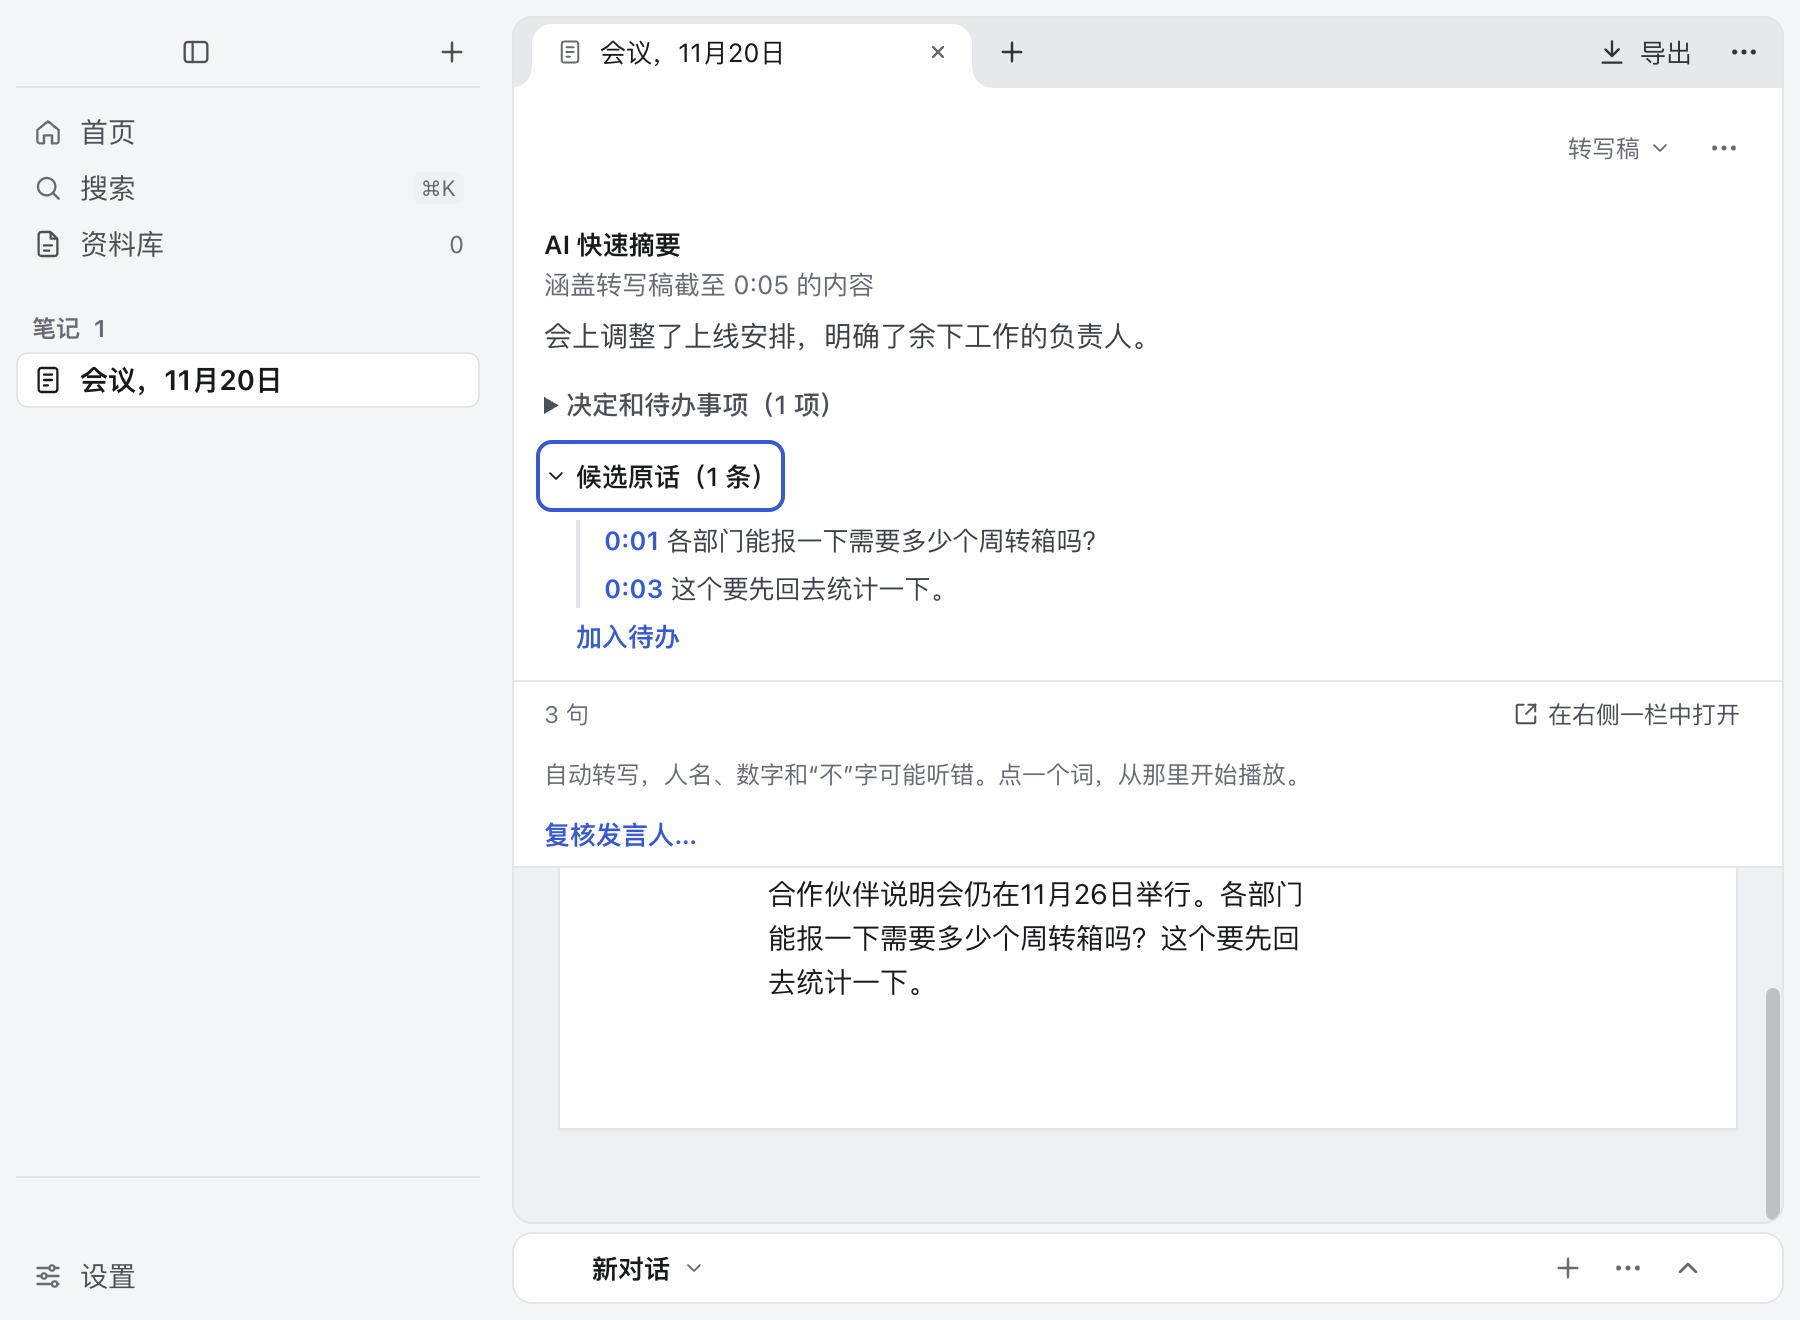 首页
搜索 ⌘K
资料库 0
笔记 1
会议，11月20日
设置
会议，11月20日
导出
转写稿
AI 快速摘要
涵盖转写稿截至 0:05 的内容
会上调整了上线安排，明确了余下工作的负责人。
决定和待办事项（1 项）
候选原话（1 条）
0:01 各部门能报一下需要多少个周转箱吗？
0:03 这个要先回去统计一下。
加入待办
3 句
在右侧一栏中打开
自动转写，人名、数字和“不”字可能听错。点一个词，从那里开始播放。
复核发言人...
合作伙伴说明会仍在11月26日举行。各部门
能报一下需要多少个周转箱吗？这个要先回
去统计一下。
新对话